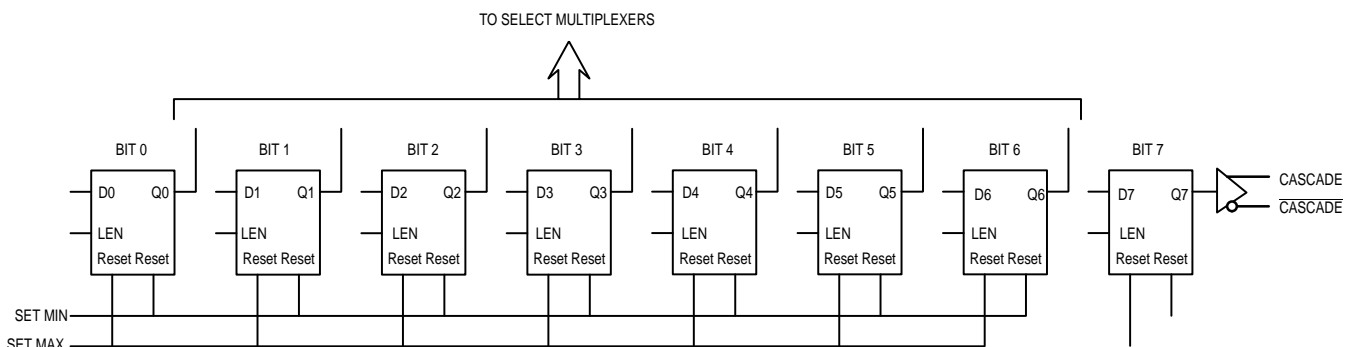 TO SELECT MULTIPLEXERS
BIT 0 BIT 1 BIT 2 BIT 3 BIT 4 BIT 5 BIT 6 BIT 7
D0 Q0 D1 Q1 D2 Q2 D3 Q3 D4 Q4 D5 Q5 D6 Q6 D7 Q7 CASCADE
CASCADE
LEN LEN LEN LEN LEN LEN LEN LEN
Reset Reset Reset Reset Reset Reset Reset Reset Reset Reset Reset Reset Reset Reset Reset Reset
SET MIN
SET MAX